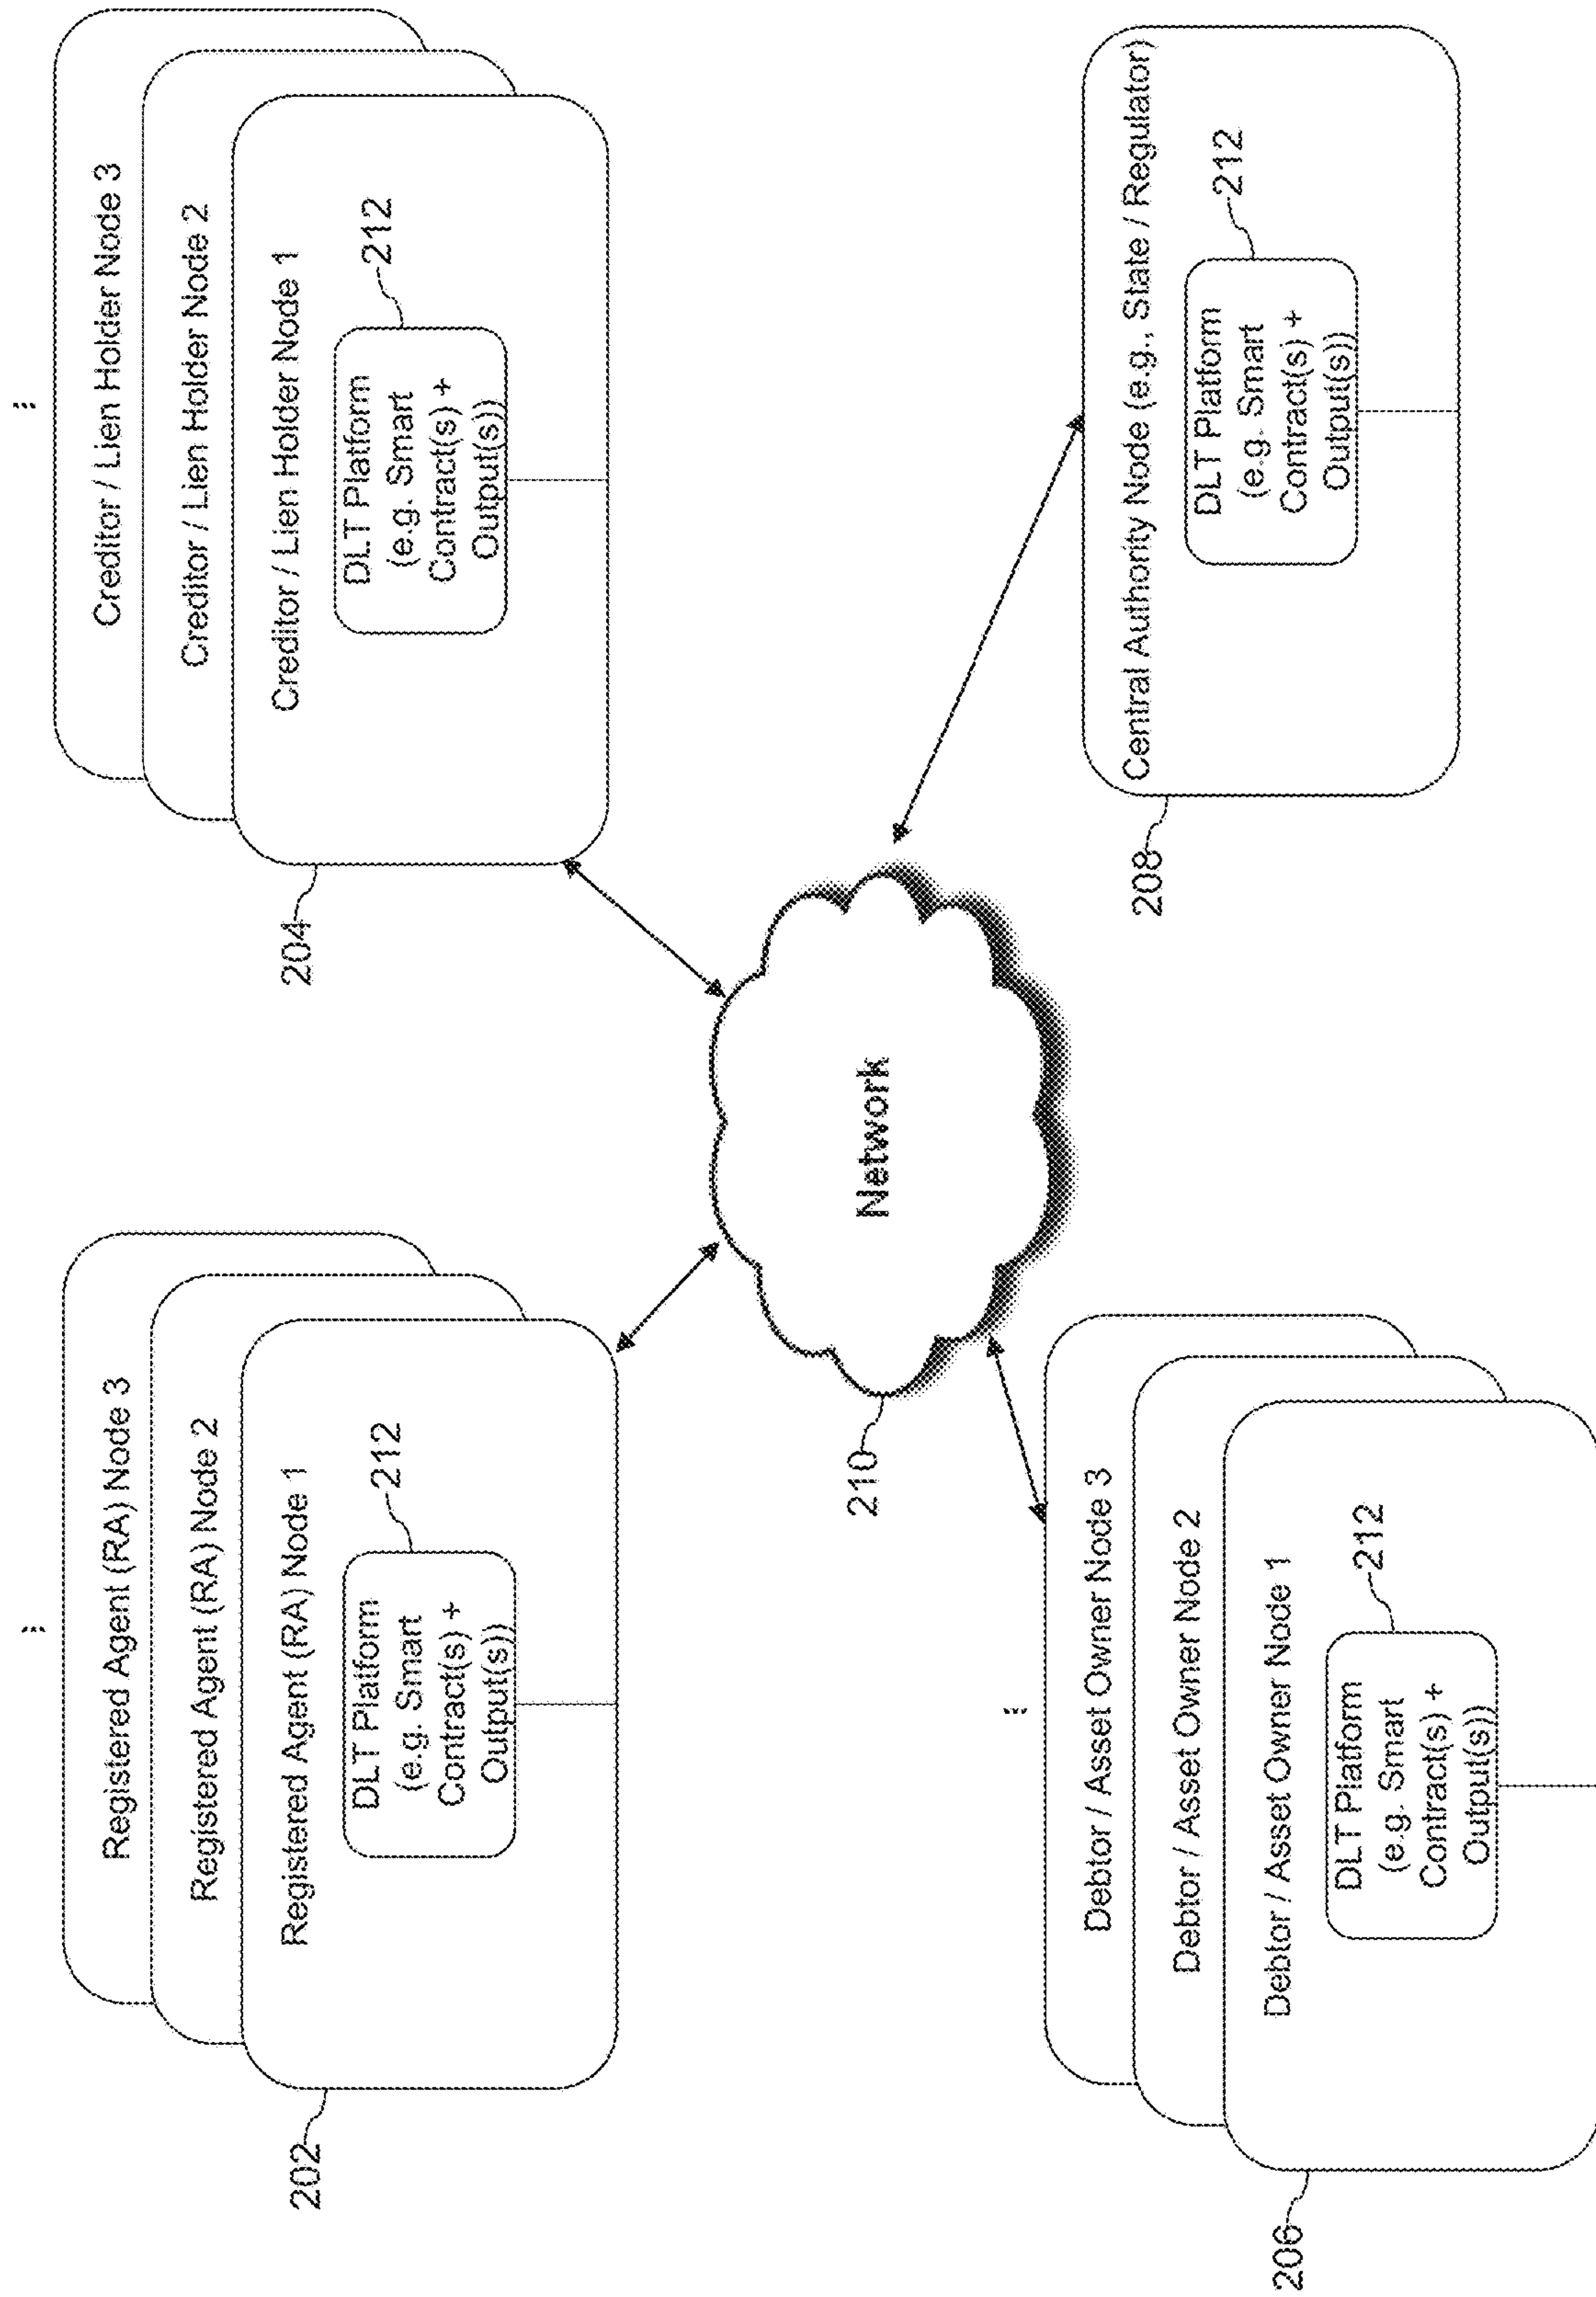 Registered Agent (RA) Node 3
Registered Agent (RA) Node 2
Registered Agent (RA) Node 1
DLT Platform
(e.g. Smart
Contract(s) +
Output(s))
212
202
Creditor / Lien Holder Node 3
Creditor / Lien Holder Node 2
Creditor / Lien Holder Node 1
DLT Platform
(e.g. Smart
Contract(s) +
Output(s))
212
204
Network
210
Debtor / Asset Owner Node 3
Debtor / Asset Owner Node 2
Debtor / Asset Owner Node 1
DLT Platform
(e.g. Smart
Contract(s) +
Output(s))
212
206
Central Authority Node (e.g., State / Regulator)
DLT Platform
(e.g. Smart
Contract(s) +
Output(s))
212
208